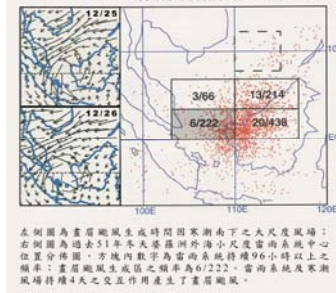 12/25
12/26
10
3/66
13/214
6/222
20/438
EQ
100E
110E
左側圖為畫眉颱風生成時間因寒潮南下之大尺度風場；
右側圖為過去51年冬天婆羅洲外海小尺度雷雨系統中心
位置分佈圖，方塊內數字為雷雨系統持續96小時以上之
頻率；畫眉颱風生成區之頻率為6/222。雷雨系統及寒潮
風場持續4天之交互作用產生了畫眉颱風。